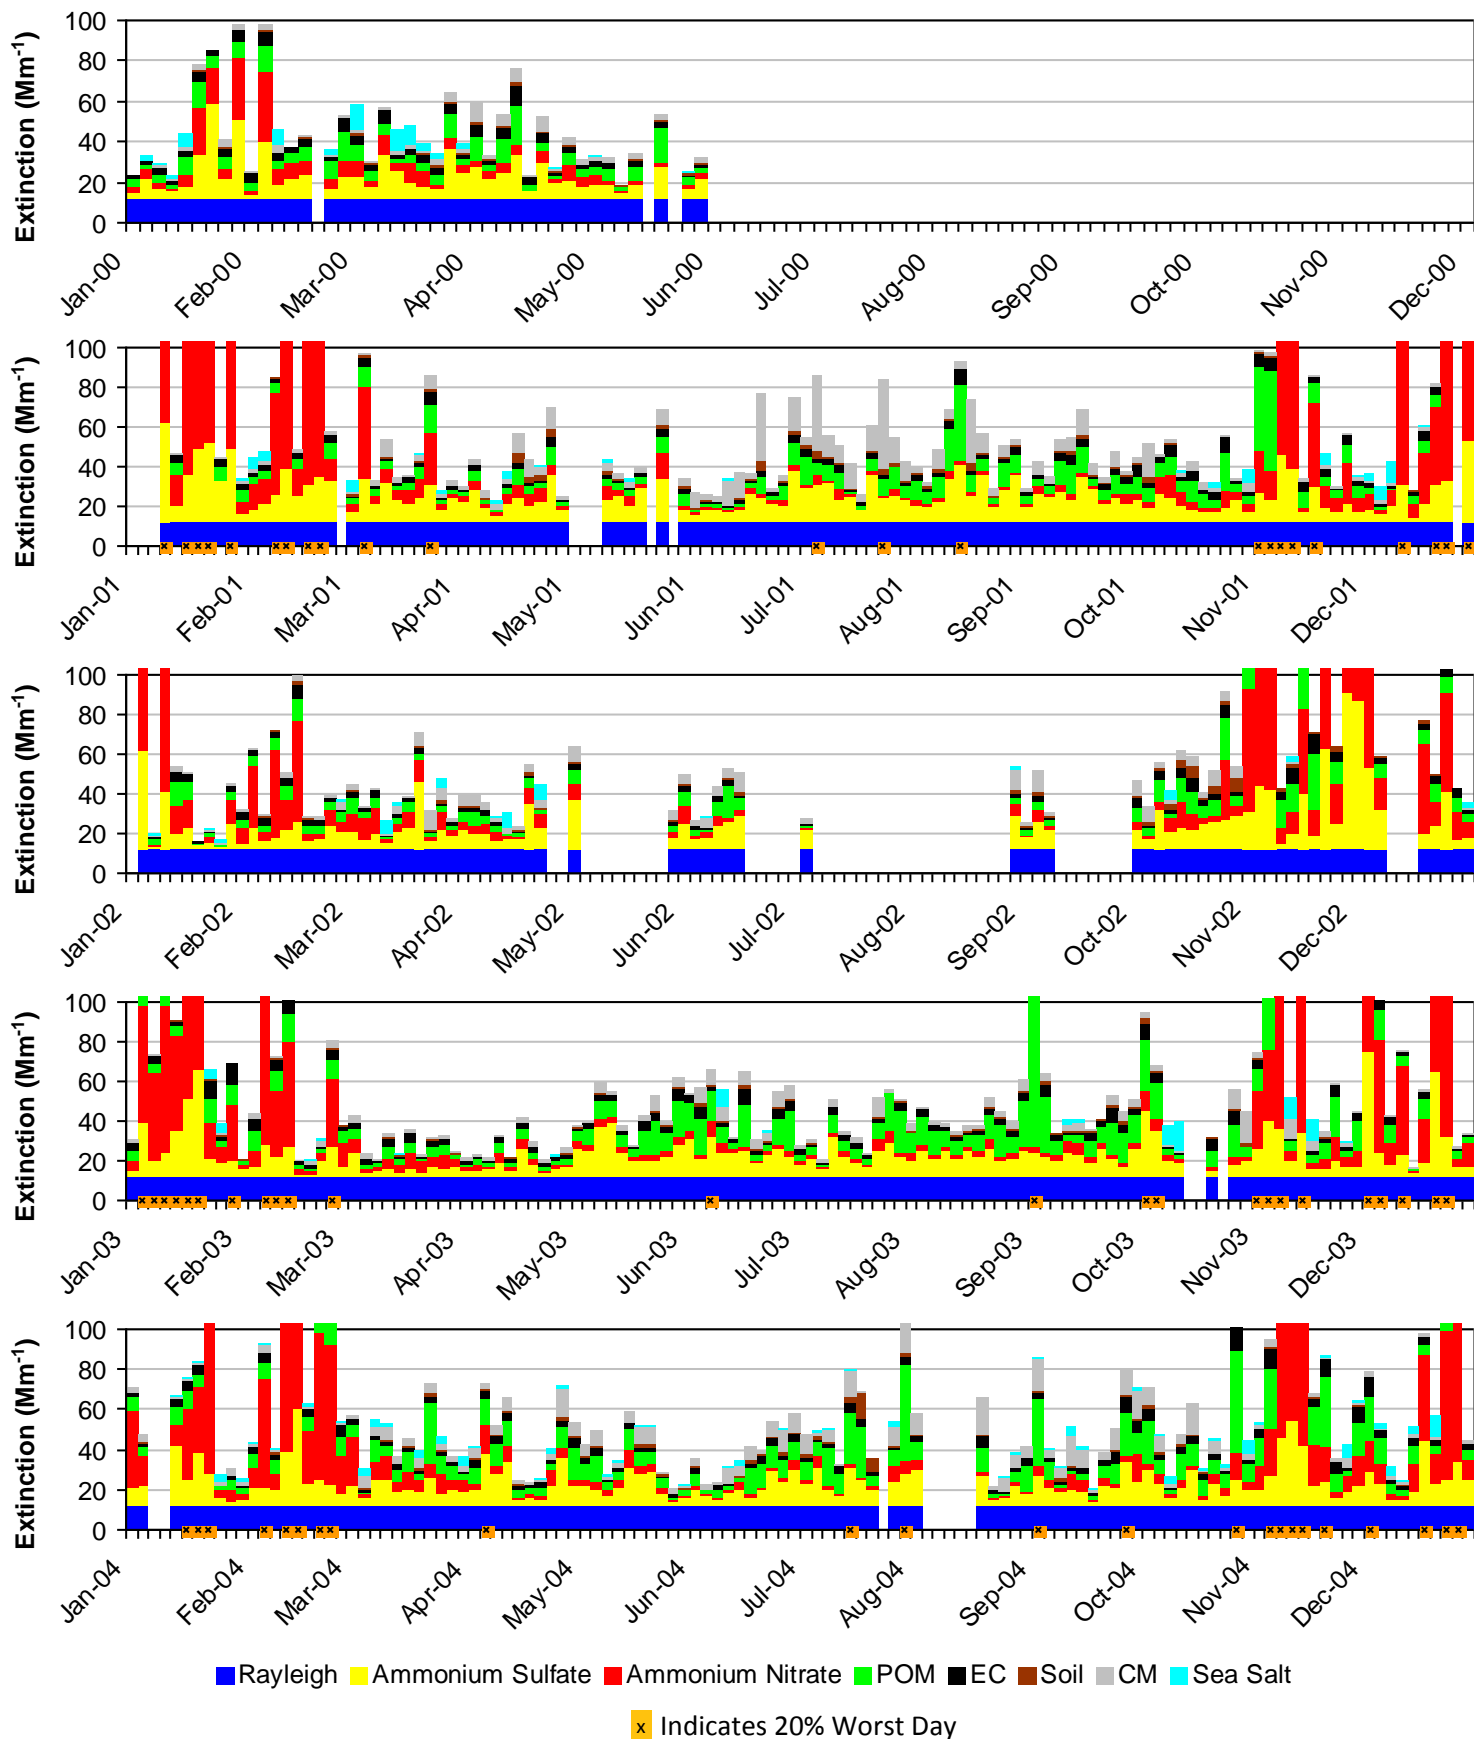 Extinction (Mm-1)
100
80
60
40
20
0
Jan-00 Feb-00 Mar-00 Apr-00 May-00 Jun-00 Jul-00 Aug-00 Sep-00 Oct-00 Nov-00 Dec-00
Extinction (Mm-1)
100
80
60
40
20
0
Jan-01 Feb-01 Mar-01 Apr-01 May-01 Jun-01 Jul-01 Aug-01 Sep-01 Oct-01 Nov-01 Dec-01
Extinction (Mm-1)
100
80
60
40
20
0
Jan-02 Feb-02 Mar-02 Apr-02 May-02 Jun-02 Jul-02 Aug-02 Sep-02 Oct-02 Nov-02 Dec-02
Extinction (Mm-1)
100
80
60
40
20
0
Jan-03 Feb-03 Mar-03 Apr-03 May-03 Jun-03 Jul-03 Aug-03 Sep-03 Oct-03 Nov-03 Dec-03
Extinction (Mm-1)
100
80
60
40
20
0
Jan-04 Feb-04 Mar-04 Apr-04 May-04 Jun-04 Jul-04 Aug-04 Sep-04 Oct-04 Nov-04 Dec-04
Rayleigh Ammonium Sulfate Ammonium Nitrate POM EC Soil CM Sea Salt
x Indicates 20% Worst Day